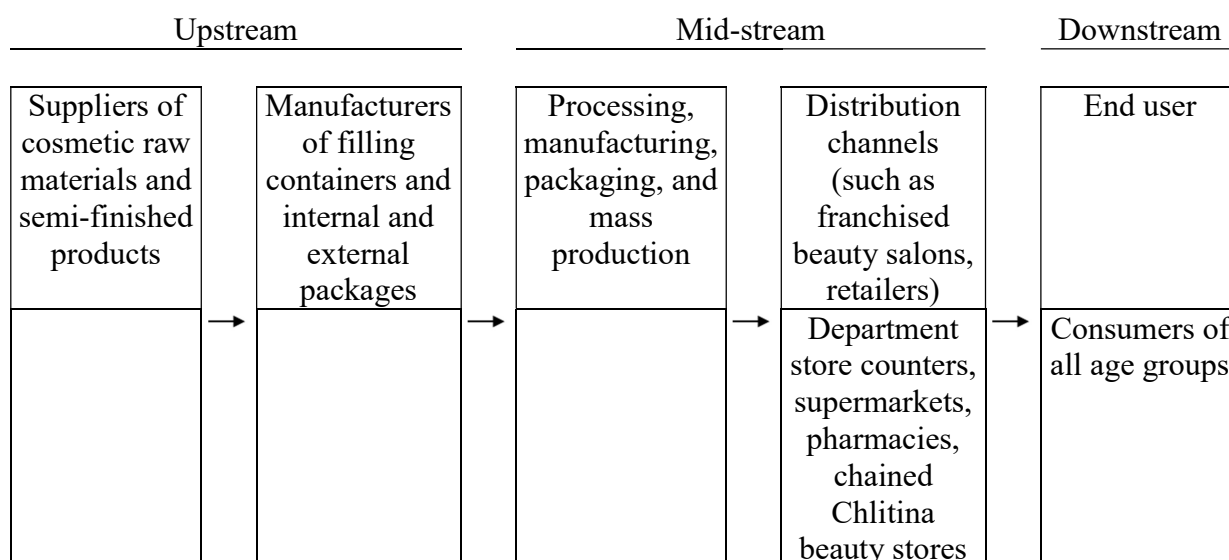 Upstream
Mid-stream
Downstream
Suppliers of
cosmetic raw
materials and
semi-finished
products
Manufacturers
of filling
containers and
internal and
external
packages
Processing,
manufacturing,
packaging, and
mass
production
Distribution
channels
(such as
franchised
beauty salons,
retailers)
End user
Department
store counters,
supermarkets,
pharmacies,
chained
Chlitina
beauty stores
Consumers of
all age groups